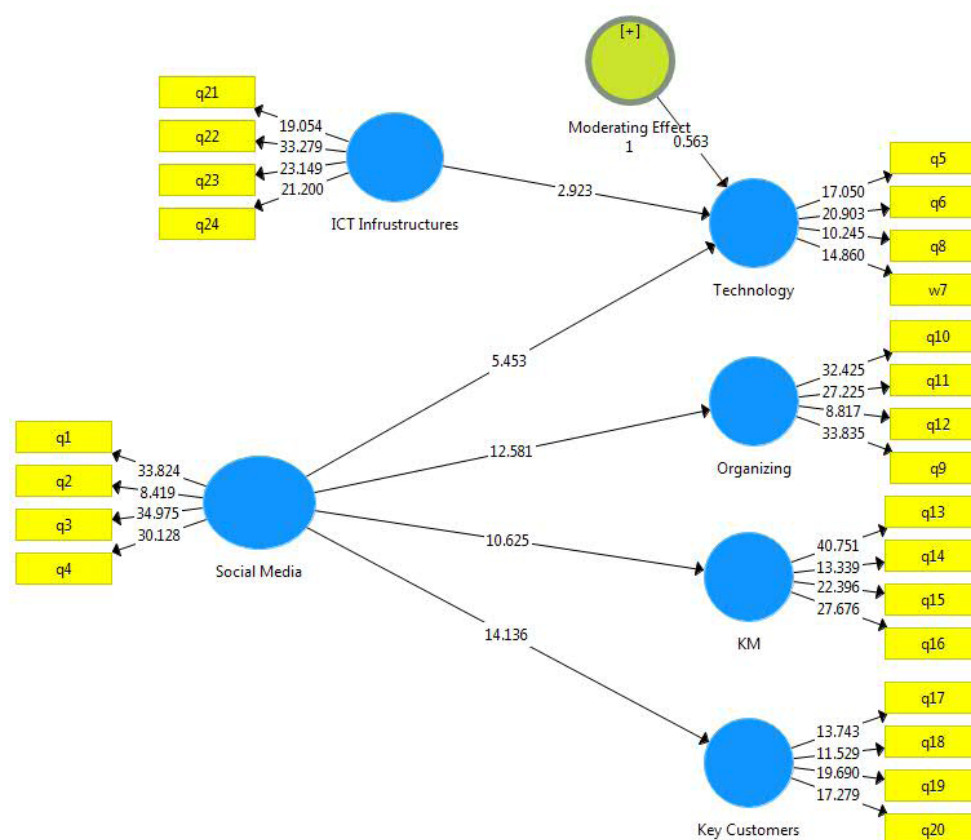 [+]
Moderating Effect
1
0.563
q21
q22
q23
q24
19.054
33.279
23.149
21.200
ICT Infrustructures
2.923
Technology
17.050
20.903
10.245
14.860
q5
q6
q8
w7
5.453
q10
q11
q12
q9
32.425
27.225
8.817
33.835
Organizing
12.581
q1
q2
q3
q4
33.824
8.419
34.975
30.128
Social Media
10.625
q13
q14
q15
q16
40.751
13.339
22.396
27.676
KM
14.136
q17
q18
q19
q20
13.743
11.529
19.690
17.279
Key Customers